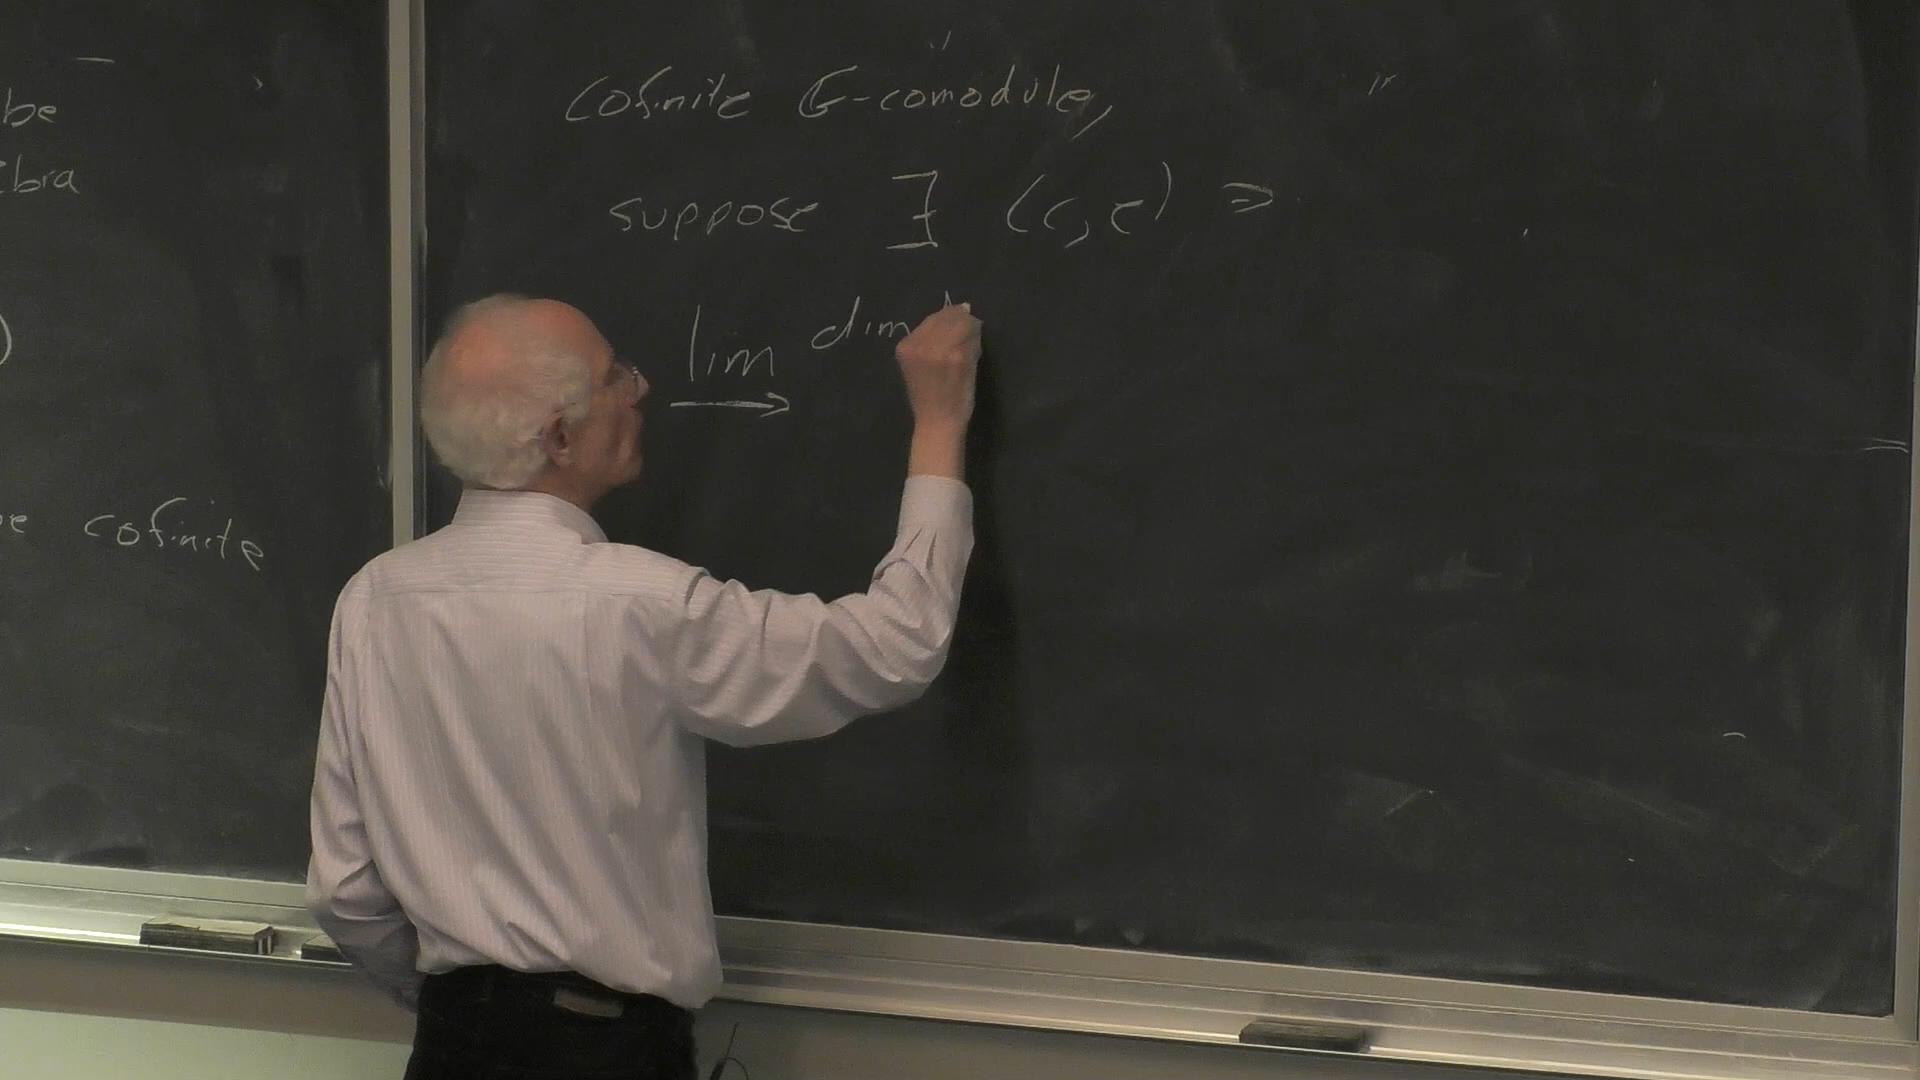 be
ebra
)
cofinite
cofinite G-comodule,
suppose ∃ (c, e) ⇒
lim dim
→